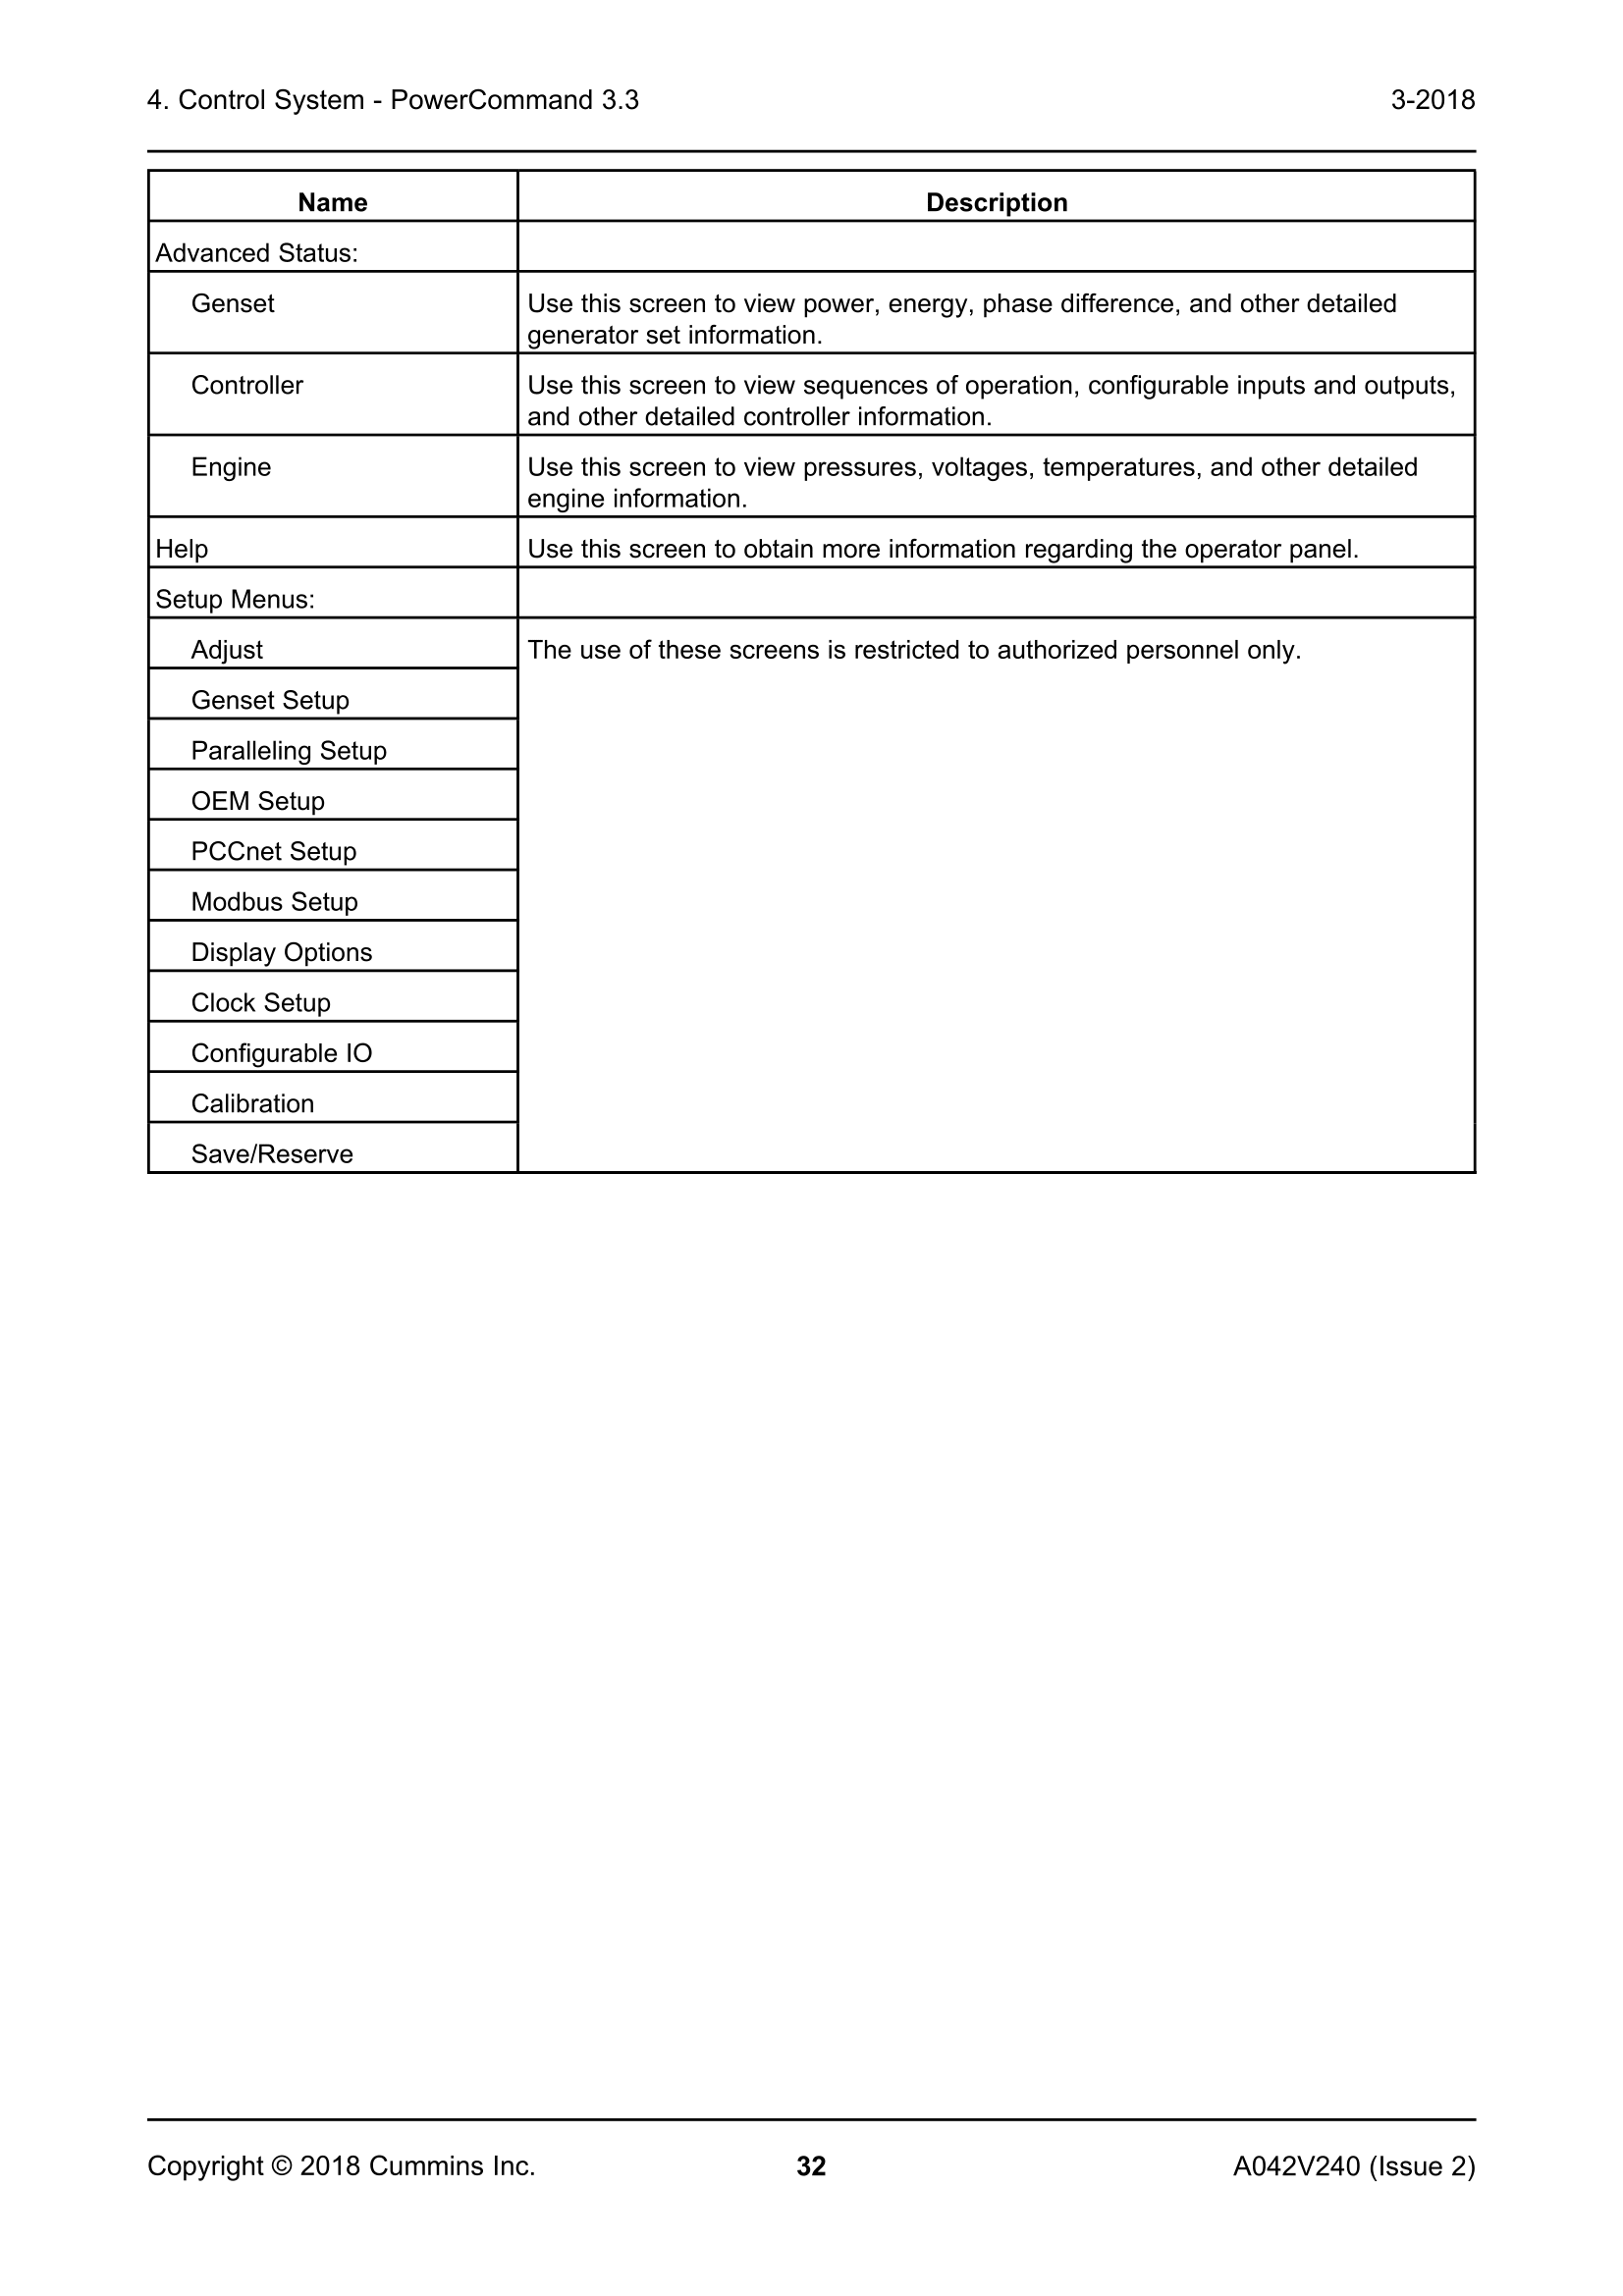 4. Control System - PowerCommand 3.3 3-2018
Name Description
Advanced Status:
Genset Use this screen to view power, energy, phase difference, and other detailed
generator set information.
Controller Use this screen to view sequences of operation, configurable inputs and outputs,
and other detailed controller information.
Engine Use this screen to view pressures, voltages, temperatures, and other detailed
engine information.
Help Use this screen to obtain more information regarding the operator panel.
Setup Menus:
Adjust The use of these screens is restricted to authorized personnel only.
Genset Setup
Paralleling Setup
OEM Setup
PCCnet Setup
Modbus Setup
Display Options
Clock Setup
Configurable IO
Calibration
Save/Reserve
Copyright © 2018 Cummins Inc. 32 A042V240 (Issue 2)